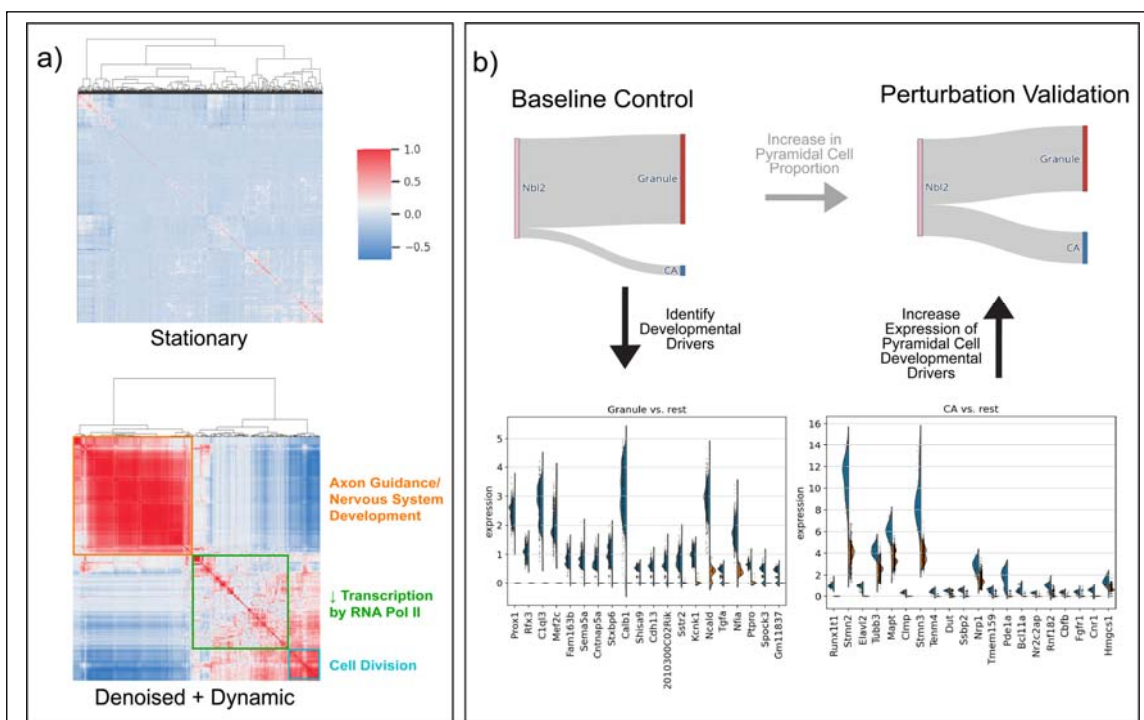 a)
1.0
0.5
0.0
−0.5
Stationary
Axon Guidance/
Nervous System
Development
↓ Transcription
by RNA Pol II
Cell Division
Denoised + Dynamic
b)
Baseline Control
Perturbation Validation
Nbl2
Granule
CA
Increase in
Pyramidal Cell
Proportion
Nbl2
Granule
CA
Identify
Developmental
Drivers
Increase
Expression of
Pyramidal Cell
Developmental
Drivers
Granule vs. rest
expression
5
4
3
2
1
0
Prox1
Rfx3
C1ql3
Mef2c
Fam163b
Sema5a
Cntnap5a
Stxbp6
Calb1
Shisa9
Cdh13
2010300C02Rik
Sstr2
Kcnk1
Ncald
Tgfa
Nfia
Ptpro
Spock3
Gm11837
CA vs. rest
expression
16
14
12
10
8
6
4
2
0
Runx1t1
Stmn2
Elavl2
Tubb3
Mapt
Clmp
Stmn3
Tenm4
Dut
Ssbp2
Nrp1
Tmem159
Pde1a
Bcl11a
Nr2c2ap
Rnf182
Cbfb
Fgfr1
Cnr1
Hmgcs1